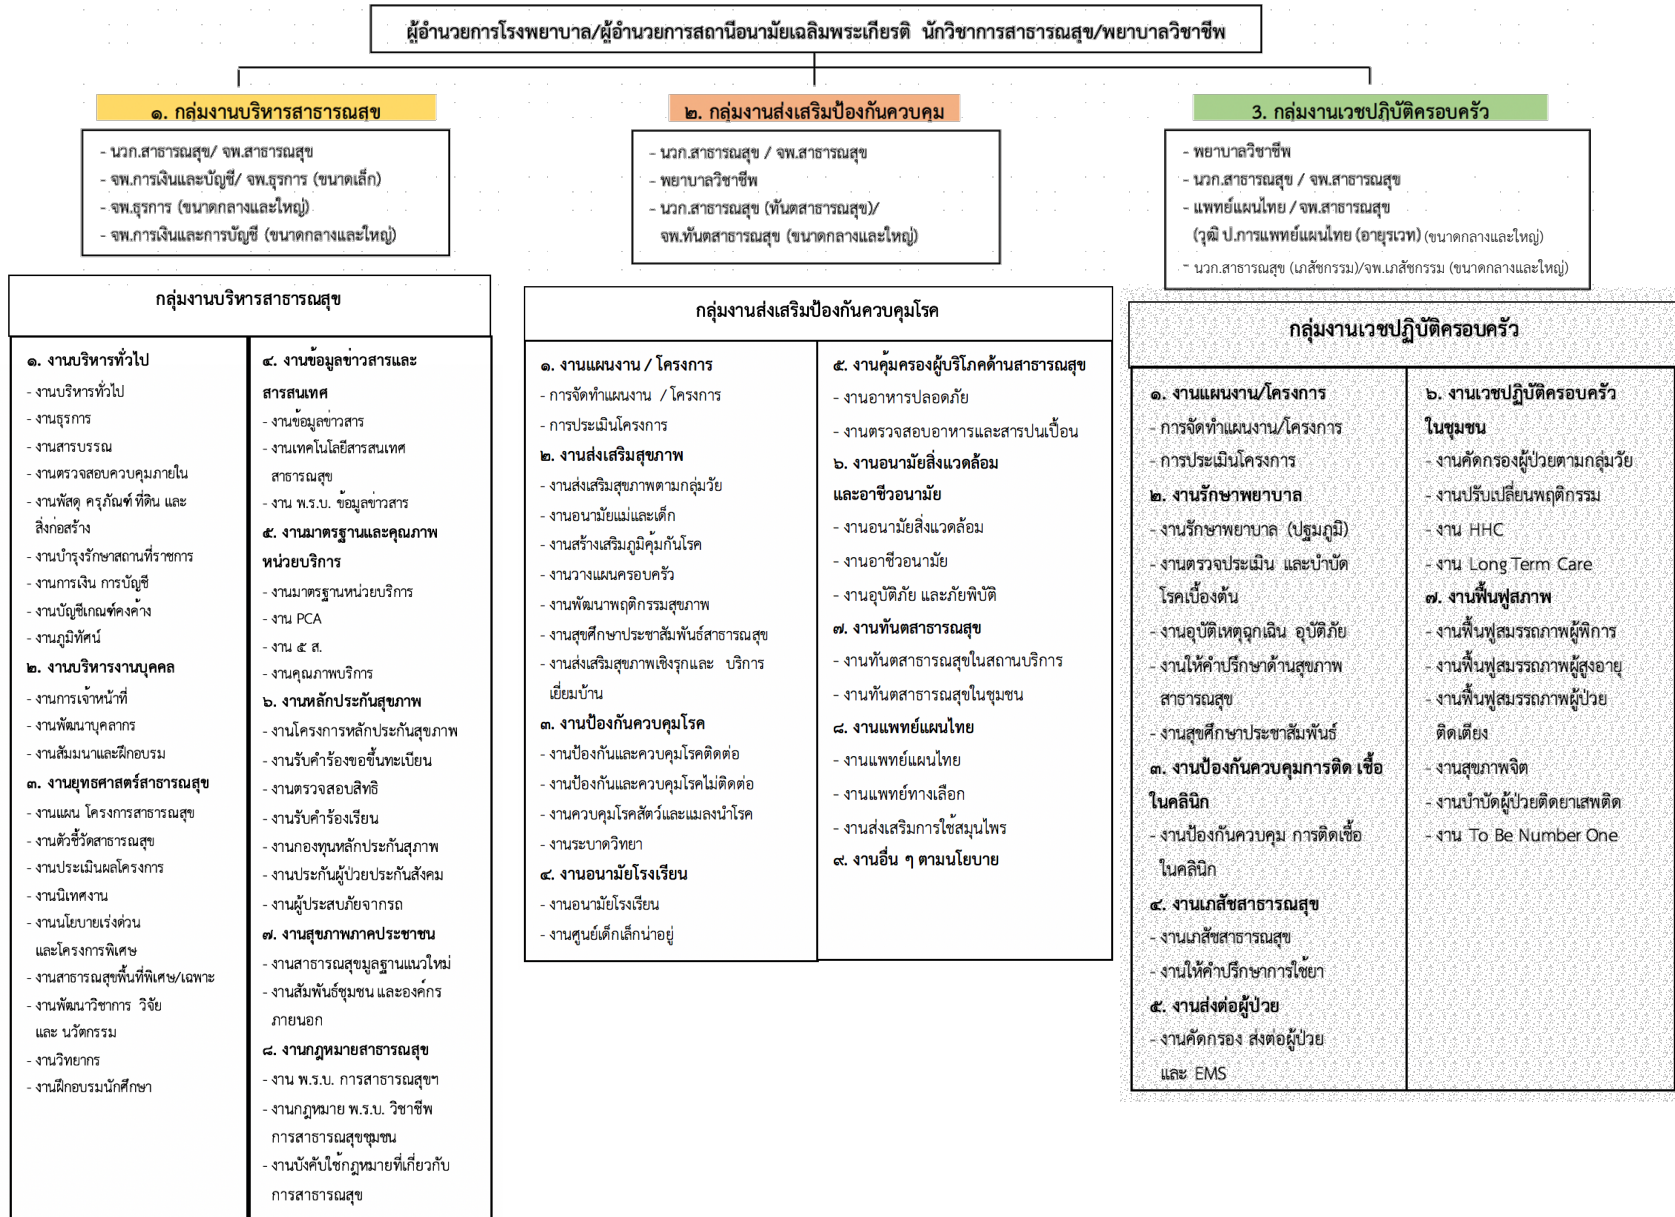 ผู้อำนวยการโรงพยาบาล/ผู้อำนวยการสถานีอนามัยเฉลิมพระเกียรติ นักวิชาการสาธารณสุข/พยาบาลวิชาชีพ
๑. กลุ่มงานบริหารสาธารณสุข
- นวก.สาธารณสุข/ จพ.สาธารณสุข
- จพ.การเงินและบัญชี/ จพ.ธุรการ (ขนาดเล็ก)
- จพ.ธุรการ (ขนาดกลางและใหญ่)
- จพ.การเงินและการบัญชี (ขนาดกลางและใหญ่)
๒. กลุ่มงานส่งเสริมป้องกันควบคุม
- นวก.สาธารณสุข / จพ.สาธารณสุข
- พยาบาลวิชาชีพ
- นวก.สาธารณสุข (ทันตสาธารณสุข)/
จพ.ทันตสาธารณสุข (ขนาดกลางและใหญ่)
3. กลุ่มงานเวชปฏิบัติครอบครัว
- พยาบาลวิชาชีพ
- นวก.สาธารณสุข / จพ.สาธารณสุข
- แพทย์แผนไทย / จพ.สาธารณสุข
(วุฒิ ป.การแพทย์แผนไทย (อายุรเวท) (ขนาดกลางและใหญ่)
- นวก.สาธารณสุข (เภสัชกรรม)/จพ.เภสัชกรรม (ขนาดกลางและใหญ่)
กลุ่มงานบริหารสาธารณสุข
๑. งานบริหารทั่วไป
- งานบริหารทั่วไป
- งานธุรการ
- งานสารบรรณ
- งานตรวจสอบควบคุมภายใน
- งานพัสดุ ครุภัณฑ์ ที่ดิน และ
สิ่งก่อสร้าง
- งานบำรุงรักษาสถานที่ราชการ
- งานการเงิน การบัญชี
- งานบัญชีเกณฑ์คงค้าง
- งานภูมิทัศน์
๒. งานบริหารงานบุคคล
- งานการเจ้าหน้าที่
- งานพัฒนาบุคลากร
- งานสัมมนาและฝึกอบรม
๓. งานยุทธศาสตร์สาธารณสุข
- งานแผน โครงการสาธารณสุข
- งานตัวชี้วัดสาธารณสุข
- งานประเมินผลโครงการ
- งานนิเทศงาน
- งานนโยบายเร่งด่วน
และโครงการพิเศษ
- งานสาธารณสุขพื้นที่พิเศษ/เฉพาะ
- งานพัฒนาวิชาการ วิจัย
และ นวัตกรรม
- งานวิทยากร
- งานฝึกอบรมนักศึกษา
๔. งานข้อมูลข่าวสารและ
สารสนเทศ
- งานข้อมูลข่าวสาร
- งานเทคโนโลยีสารสนเทศ
สาธารณสุข
- งาน พ.ร.บ. ข้อมูลข่าวสาร
๕. งานมาตรฐานและคุณภาพ
หน่วยบริการ
- งานมาตรฐานหน่วยบริการ
- งาน PCA
- งาน ๕ ส.
- งานคุณภาพบริการ
๖. งานหลักประกันสุขภาพ
- งานโครงการหลักประกันสุขภาพ
- งานรับคำร้องขอขึ้นทะเบียน
- งานตรวจสอบสิทธิ
- งานรับคำร้องเรียน
- งานกองทุนหลักประกันสุภาพ
- งานประกันผู้ป่วยประกันสังคม
- งานผู้ประสบภัยจากรถ
๗. งานสุขภาพภาคประชาชน
- งานสาธารณสุขมูลฐานแนวใหม่
- งานสัมพันธ์ชุมชน และองค์กร
ภายนอก
๘. งานกฎหมายสาธารณสุข
- งาน พ.ร.บ. การสาธารณสุขฯ
- งานกฎหมาย พ.ร.บ. วิชาชีพ
การสาธารณสุขชุมชน
- งานบังคับใช้กฎหมายที่เกี่ยวกับ
การสาธารณสุข
กลุ่มงานส่งเสริมป้องกันควบคุมโรค
๑. งานแผนงาน / โครงการ
- การจัดทำแผนงาน / โครงการ
- การประเมินโครงการ
๒. งานส่งเสริมสุขภาพ
- งานส่งเสริมสุขภาพตามกลุ่มวัย
- งานอนามัยแม่และเด็ก
- งานสร้างเสริมภูมิคุ้มกันโรค
- งานวางแผนครอบครัว
- งานพัฒนาพฤติกรรมสุขภาพ
- งานสุขศึกษาประชาสัมพันธ์สาธารณสุข
- งานส่งเสริมสุขภาพเชิงรุกและ บริการ
เยี่ยมบ้าน
๓. งานป้องกันควบคุมโรค
- งานป้องกันและควบคุมโรคติดต่อ
- งานป้องกันและควบคุมโรคไม่ติดต่อ
- งานควบคุมโรคสัตว์และแมลงนำโรค
- งานระบาดวิทยา
๔. งานอนามัยโรงเรียน
- งานอนามัยโรงเรียน
- งานศูนย์เด็กเล็กน่าอยู่
๕. งานคุ้มครองผู้บริโภคด้านสาธารณสุข
- งานอาหารปลอดภัย
- งานตรวจสอบอาหารและสารปนเปื้อน
๖. งานอนามัยสิ่งแวดล้อม
และอาชีวอนามัย
- งานอนามัยสิ่งแวดล้อม
- งานอาชีวอนามัย
- งานอุบัติภัย และภัยพิบัติ
๗. งานทันตสาธารณสุข
- งานทันตสาธารณสุขในสถานบริการ
- งานทันตสาธารณสุขในชุมชน
๘. งานแพทย์แผนไทย
- งานแพทย์แผนไทย
- งานแพทย์ทางเลือก
- งานส่งเสริมการใช้สมุนไพร
๙. งานอื่น ๆ ตามนโยบาย
กลุ่มงานเวชปฏิบัติครอบครัว
๑. งานแผนงาน/โครงการ
- การจัดทำแผนงาน/โครงการ
- การประเมินโครงการ
๒. งานรักษาพยาบาล
- งานรักษาพยาบาล (ปฐมภูมิ)
- งานตรวจประเมิน และบำบัด
โรคเบื้องต้น
- งานอุบัติเหตุฉุกเฉิน อุบัติภัย
- งานให้คำปรึกษาด้านสุขภาพ
สาธารณสุข
- งานสุขศึกษาประชาสัมพันธ์
๓. งานป้องกันควบคุมการติด เชื้อ
ในคลินิก
- งานป้องกันควบคุม การติดเชื้อ
ในคลินิก
๔. งานเภสัชสาธารณสุข
- งานเภสัชสาธารณสุข
- งานให้คำปรึกษาการใช้ยา
๕. งานส่งต่อผู้ป่วย
- งานคัดกรอง ส่งต่อผู้ป่วย
และ EMS
๖. งานเวชปฏิบัติครอบครัว
ในชุมชน
- งานคัดกรองผู้ป่วยตามกลุ่มวัย
- งานปรับเปลี่ยนพฤติกรรม
- งาน HHC
- งาน Long Term Care
๗. งานฟื้นฟูสภาพ
- งานฟื้นฟูสมรรถภาพผู้พิการ
- งานฟื้นฟูสมรรถภาพผู้สูงอายุ
- งานฟื้นฟูสมรรถภาพผู้ป่วย
ติดเตียง
- งานสุขภาพจิต
- งานบำบัดผู้ป่วยติดยาเสพติด
- งาน To Be Number One